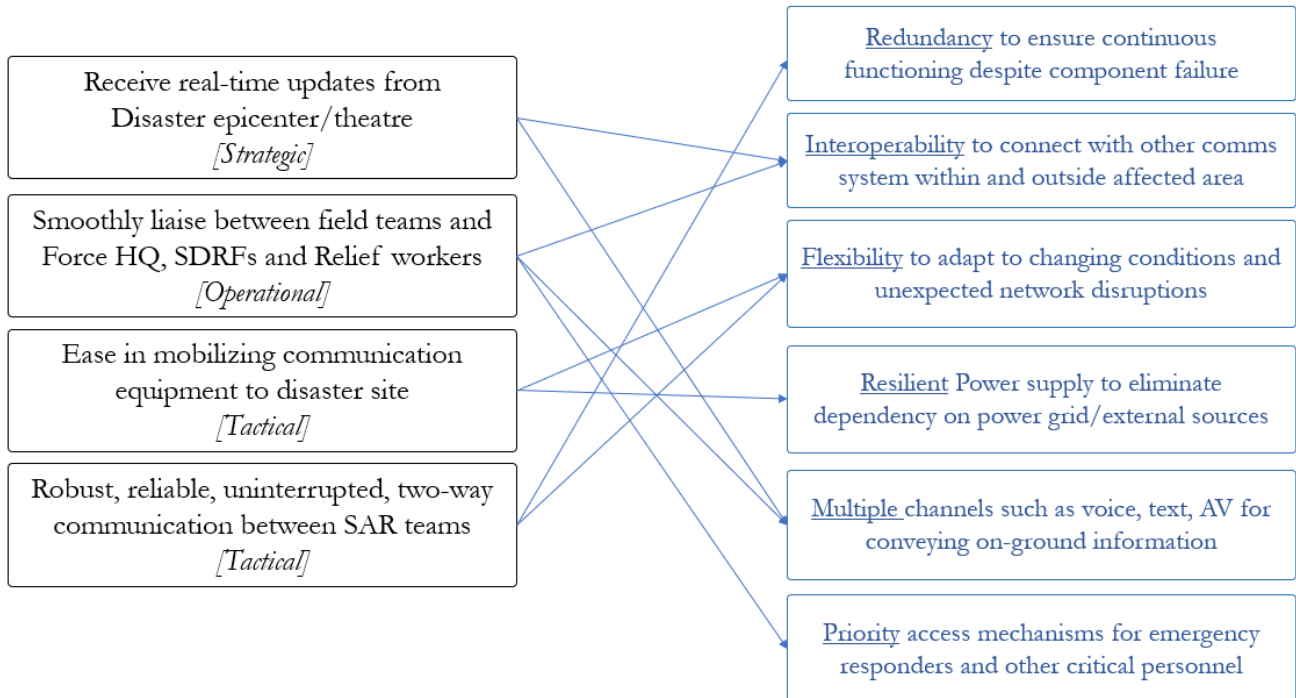 Receive real-time updates from
Disaster epicenter/theatre
[Strategic]
Smoothly liaise between field teams and
Force HQ, SDRFs and Relief workers
[Operational]
Ease in mobilizing communication
equipment to disaster site
[Tactical]
Robust, reliable, uninterrupted, two-way
communication between SAR teams
[Tactical]
Redundancy to ensure continuous
functioning despite component failure
Interoperability to connect with other comms
system within and outside affected area
Flexibility to adapt to changing conditions and
unexpected network disruptions
Resilient Power supply to eliminate
dependency on power grid/external sources
Multiple channels such as voice, text, AV for
conveying on-ground information
Priority access mechanisms for emergency
responders and other critical personnel